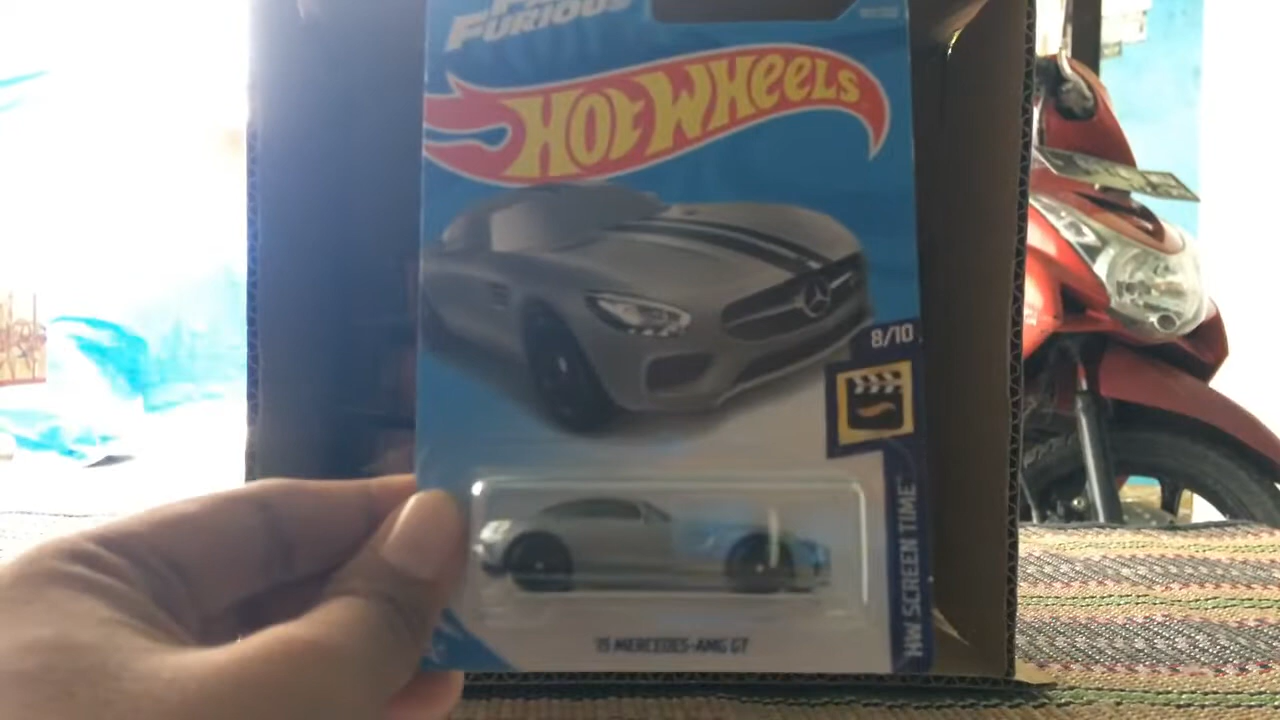 FURIOUS
HOT WHEELS
8/10
HW SCREEN TIME
'15 MERCEDES-AMG GT